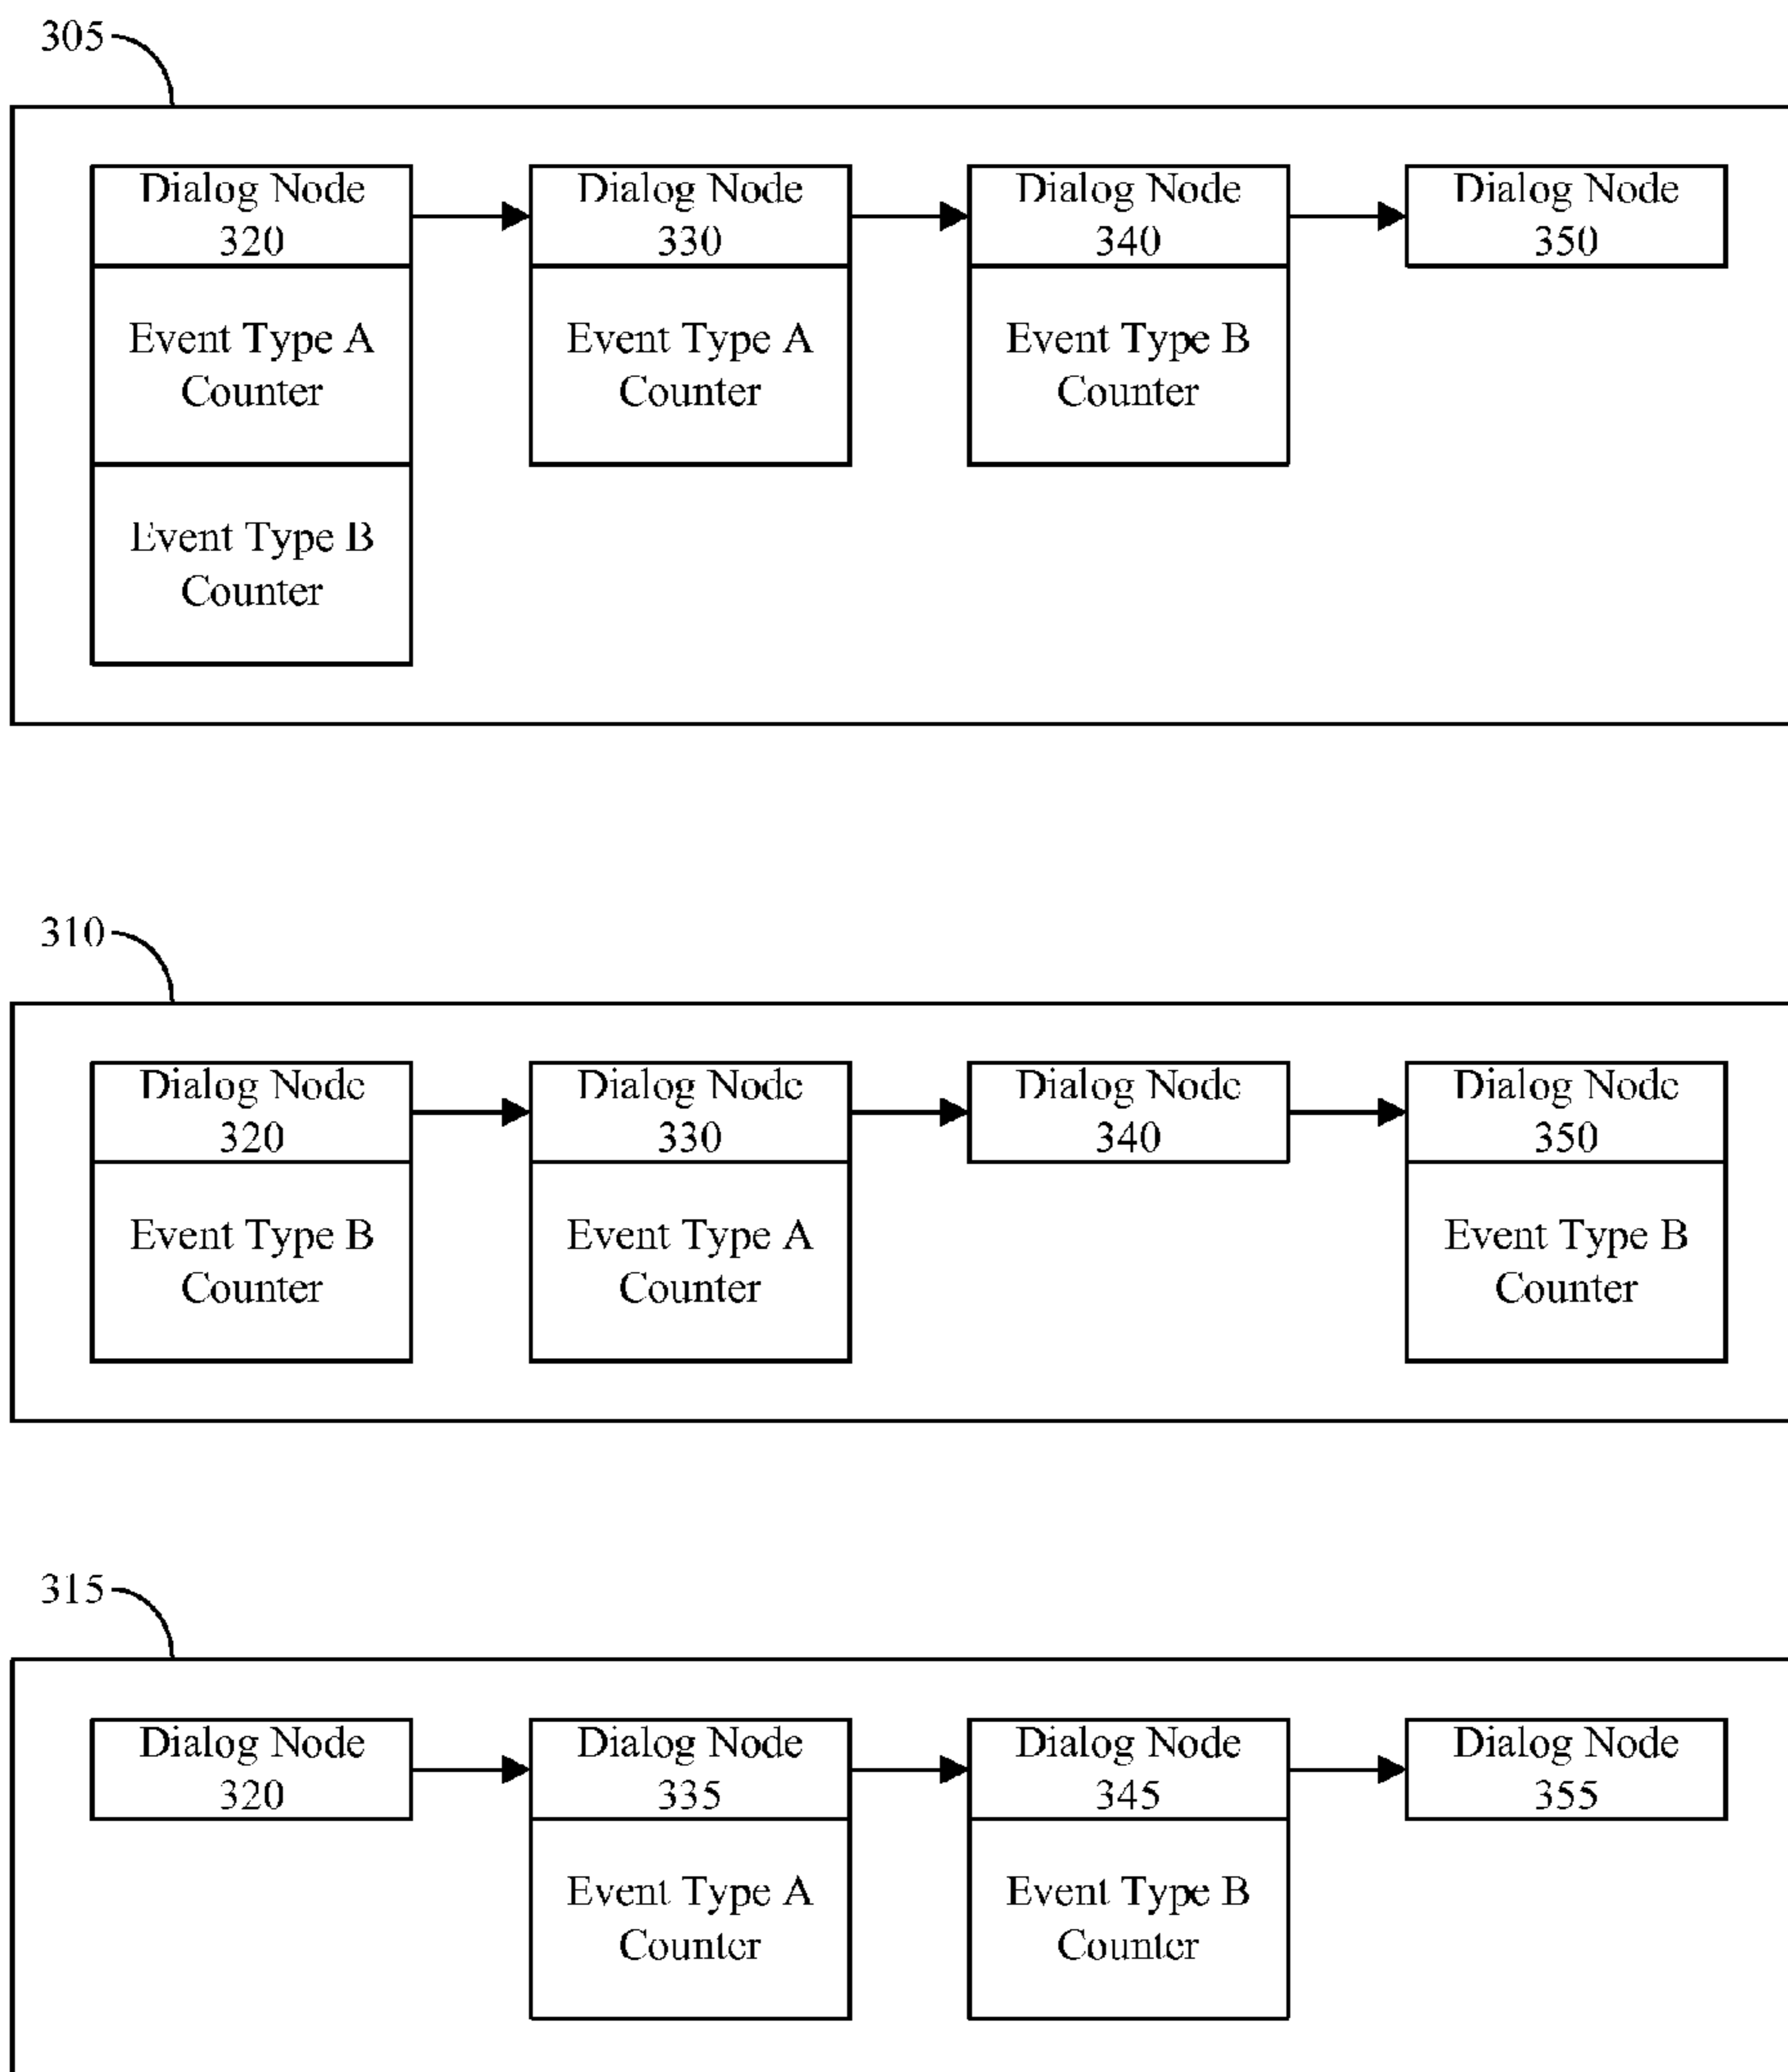 305
Dialog Node
320
Dialog Node
330
Dialog Node
340
Dialog Node
350
Event Type A
Counter
Event Type A
Counter
Event Type B
Counter
Event Type B
Counter
310
Dialog Node
320
Dialog Node
330
Dialog Node
340
Dialog Node
350
Event Type B
Counter
Event Type A
Counter
Event Type B
Counter
315
Dialog Node
320
Dialog Node
335
Dialog Node
345
Dialog Node
355
Event Type A
Counter
Event Type B
Counter